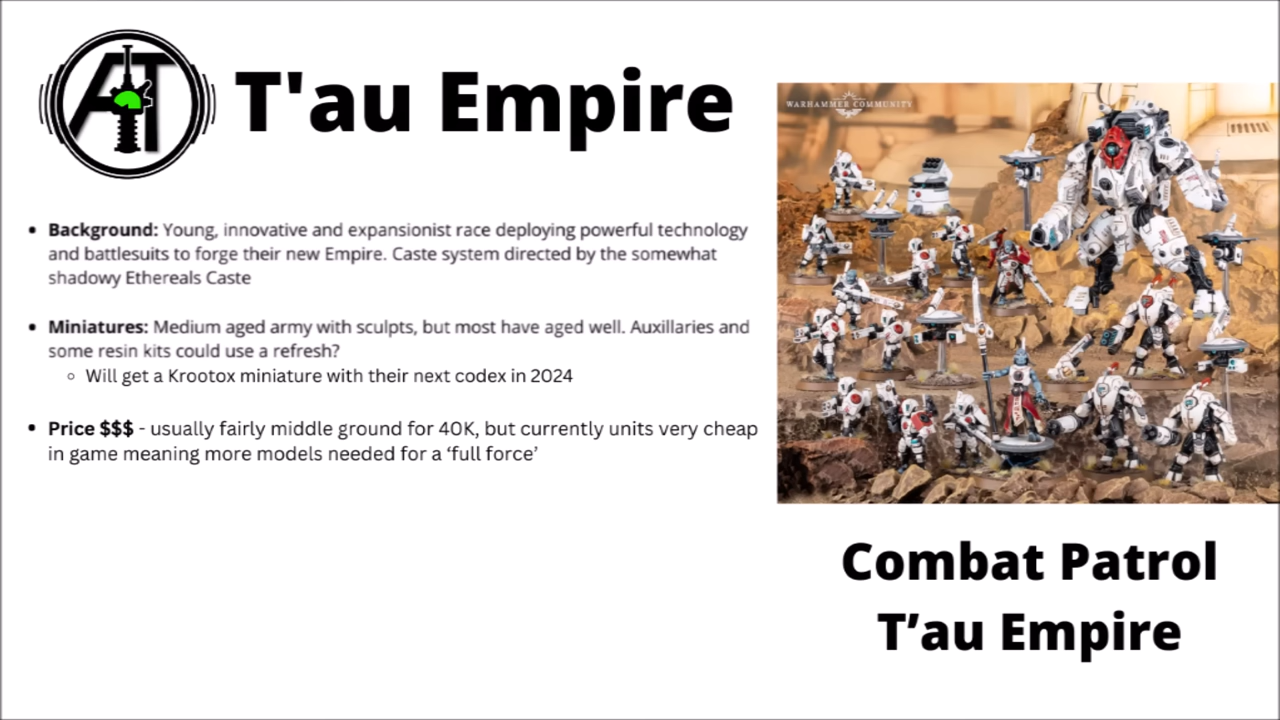 AT
T'au Empire
WARHAMMER COMMUNITY
Background: Young, innovative and expansionist race deploying powerful technology
and battlesuits to forge their new Empire. Caste system directed by the somewhat
shadowy Ethereals Caste
Miniatures: Medium aged army with sculpts, but most have aged well. Auxillaries and
some resin kits could use a refresh?
Will get a Krootox miniature with their next codex in 2024
Price $$$ - usually fairly middle ground for 40K, but currently units very cheap
in game meaning more models needed for a ‘full force’
Combat Patrol
T’au Empire